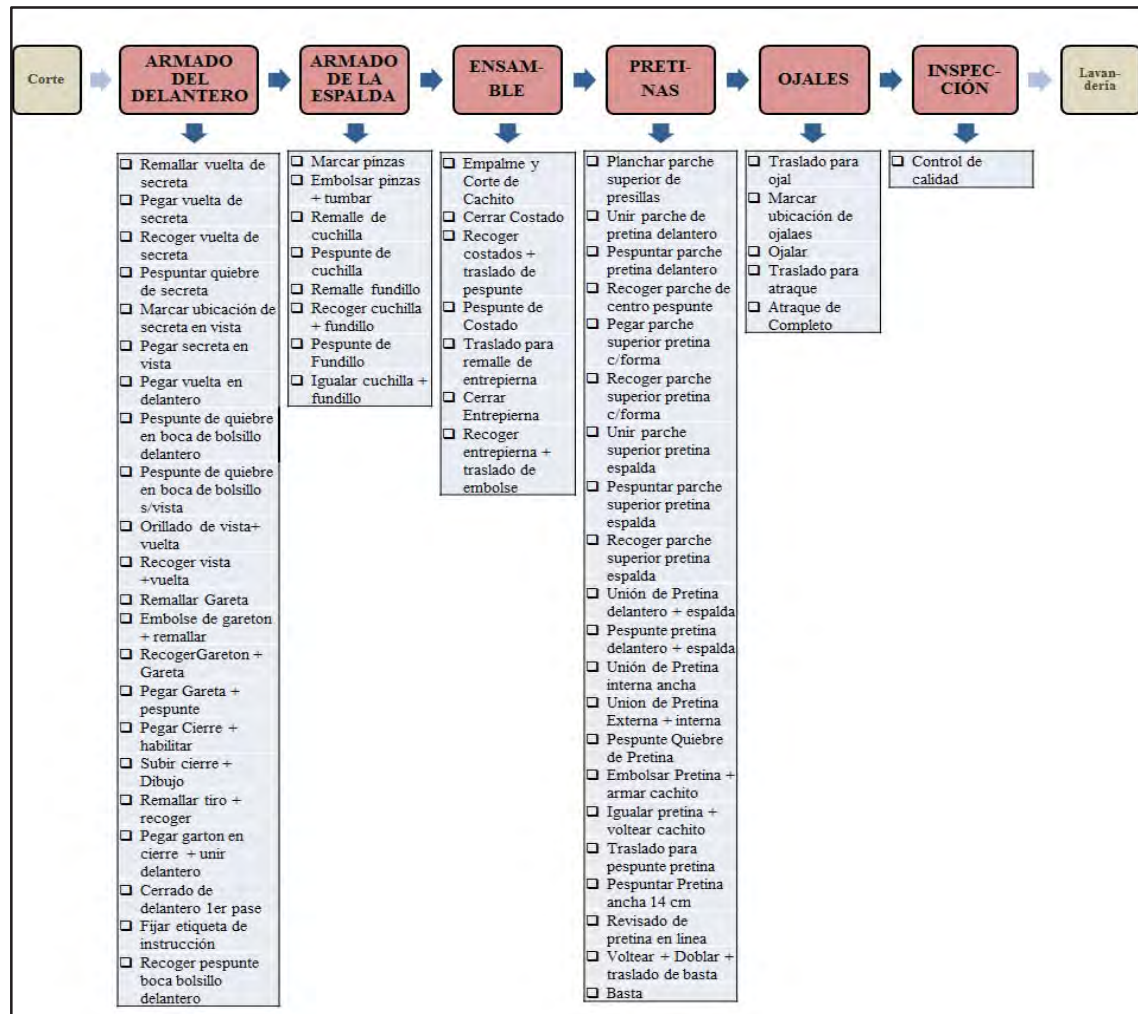 Corte
ARMADO
DEL
DELANTERO
ARMADO
DE LA
ESPALDA
ENSAM-
BLE
PRETI-
NAS
OJALES
INSPEC-
CIÓN
Lavan-
dería
Remallar vuelta de
secreta
Pegar vuelta de
secreta
Recoger vuelta de
secreta
Pespuntar quiebre
de secreta
Marcar ubicación de
secreta en vista
Pegar secreta en
vista
Pegar vuelta en
delantero
Pespunte de quiebre
en boca de bolsillo
delantero
Pespunte de quiebre
en boca de bolsillo
s/vista
Orillado de vista+
vuelta
Recoger vista
+vuelta
Remallar Gareta
Embolse de gareton
+ remallar
RecogerGareton +
Gareta
Pegar Gareta +
pespunte
Pegar Cierre +
habilitar
Subir cierre +
Dibujo
Remallar tiro +
recoger
Pegar garton en
cierre + unir
delantero
Cerrado de
delantero 1er pase
Fijar etiqueta de
instrucción
Recoger pespunte
boca bolsillo
delantero
Marcar pinzas
Embolsar pinzas
+ tumbar
Remalle de
cuchilla
Pespunte de
cuchilla
Remalle fundillo
Recoger cuchilla
+ fundillo
Pespunte de
Fundillo
Igualar cuchilla +
fundillo
Empalme y
Corte de
Cachito
Cerrar Costado
Recoger
costados +
traslado de
pespunte
Pespunte de
Costado
Traslado para
remalle de
entrepierna
Cerrar
Entrepierna
Recoger
entrepierna +
traslado de
embolse
Planchar parche
superior de
presillas
Unir parche de
pretina delantero
Pespuntar parche
pretina delantero
Recoger parche de
centro pespunte
Pegar parche
superior pretina
c/forma
Recoger parche
superior pretina
c/forma
Unir parche
superior pretina
espalda
Pespuntar parche
superior pretina
espalda
Recoger parche
superior pretina
espalda
Unión de Pretina
delantero + espalda
Pespunte pretina
delantero + espalda
Unión de Pretina
interna ancha
Union de Pretina
Externa + interna
Pespunte Quiebre
de Pretina
Embolsar Pretina +
armar cachito
Igualar pretina +
voltear cachito
Traslado para
pespunte pretina
Pespuntar Pretina
ancha 14 cm
Revisado de
pretina en linea
Voltear + Doblar +
traslado de basta
Basta
Traslado para
ojal
Marcar
ubicación de
ojalaes
Ojalar
Traslado para
atraque
Atraque de
Completo
Control de
calidad